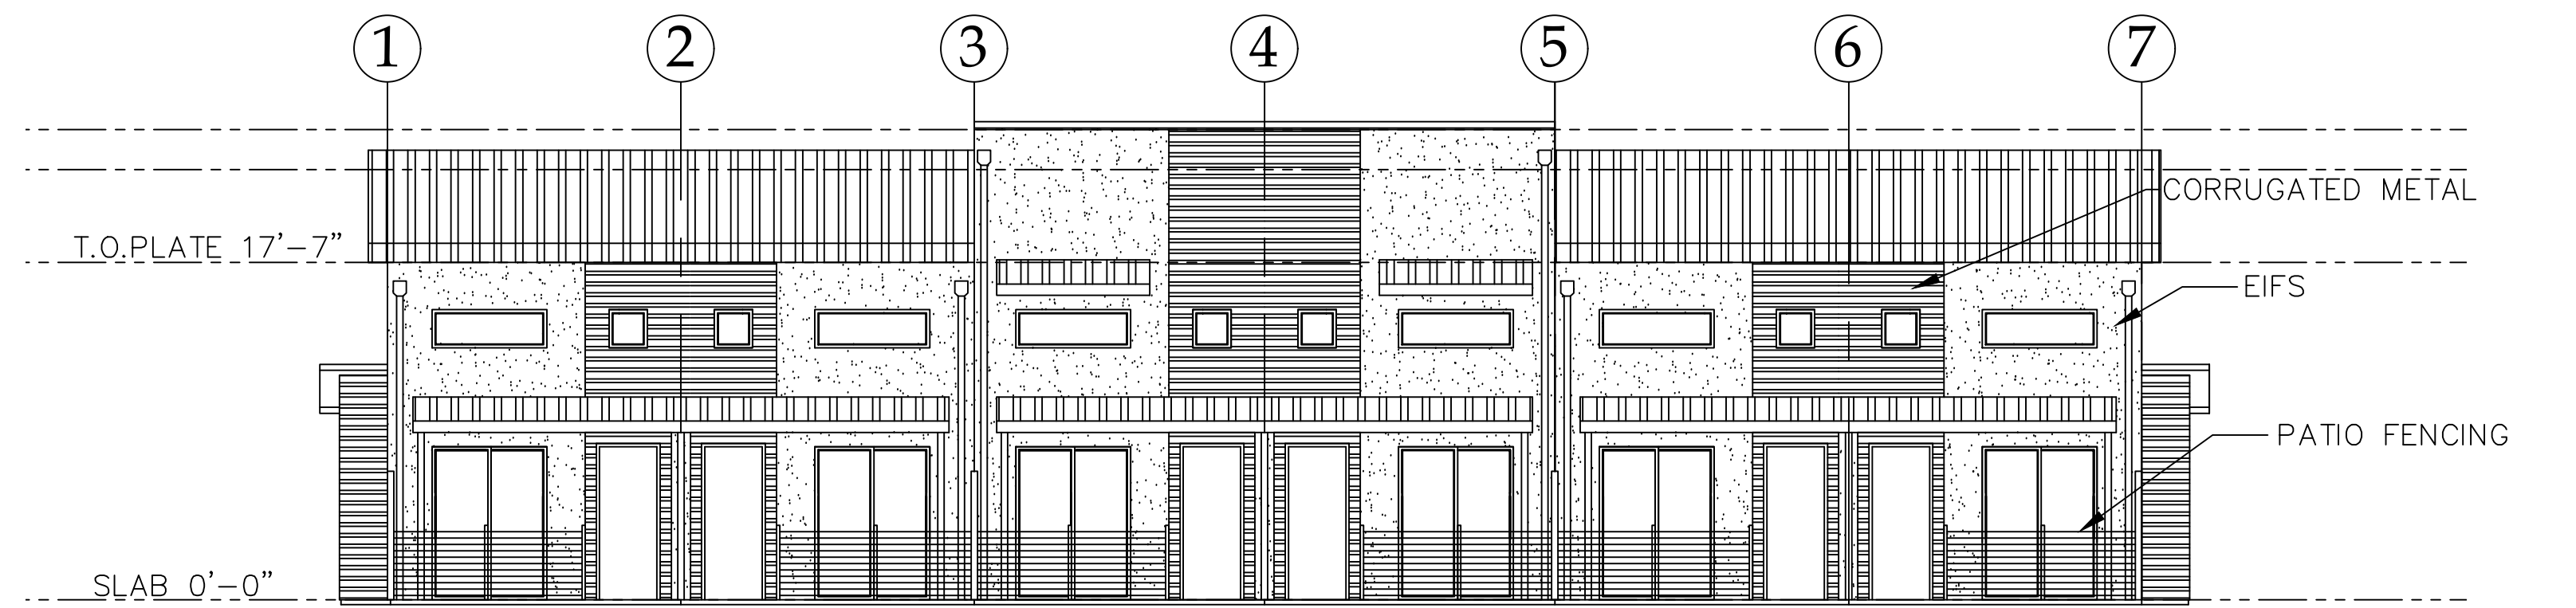 1 2 3 4 5 6 7
CORRUGATED METAL
T.O.PLATE 17'-7"
EIFS
PATIO FENCING
SLAB 0'-0"